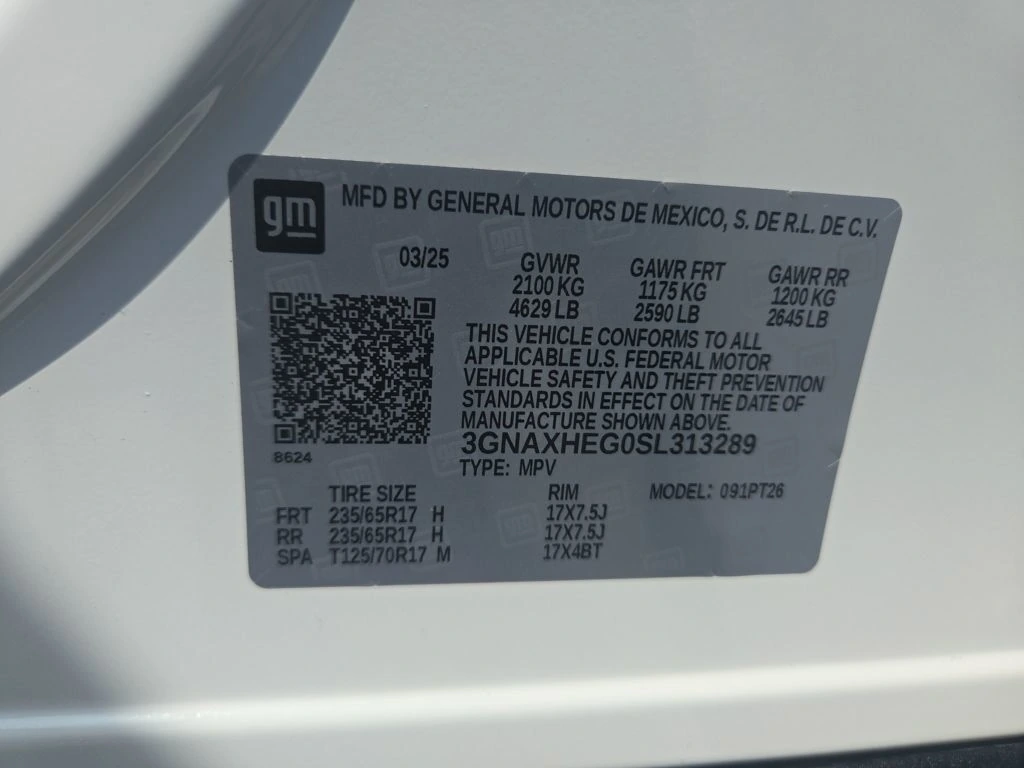 gm
MFD BY GENERAL MOTORS DE MEXICO, S. DE R.L. DE C.V.
03/25 GVWR GAWR FRT GAWR RR
2100 KG 1175 KG 1200 KG
4629 LB 2590 LB 2645 LB
THIS VEHICLE CONFORMS TO ALL
APPLICABLE U.S. FEDERAL MOTOR
VEHICLE SAFETY AND THEFT PREVENTION
STANDARDS IN EFFECT ON THE DATE OF
MANUFACTURE SHOWN ABOVE.
3GNAXHEG0SL313289
8624
TYPE: MPV
TIRE SIZE RIM MODEL: 091PT26
FRT 235/65R17 H 17X7.5J
RR 235/65R17 H 17X7.5J
SPA T125/70R17 M 17X4BT